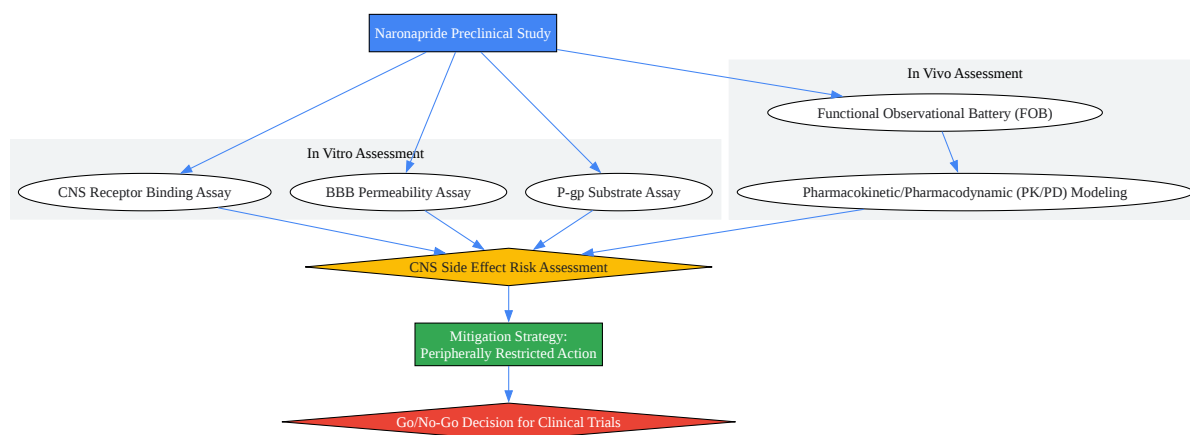 Naronapride Preclinical Study
In Vivo Assessment
Functional Observational Battery (FOB)
In Vitro Assessment
CNS Receptor Binding Assay
BBB Permeability Assay
P-gp Substrate Assay
Pharmacokinetic/Pharmacodynamic (PK/PD) Modeling
CNS Side Effect Risk Assessment
Mitigation Strategy:
Peripherally Restricted Action
Go/No-Go Decision for Clinical Trials